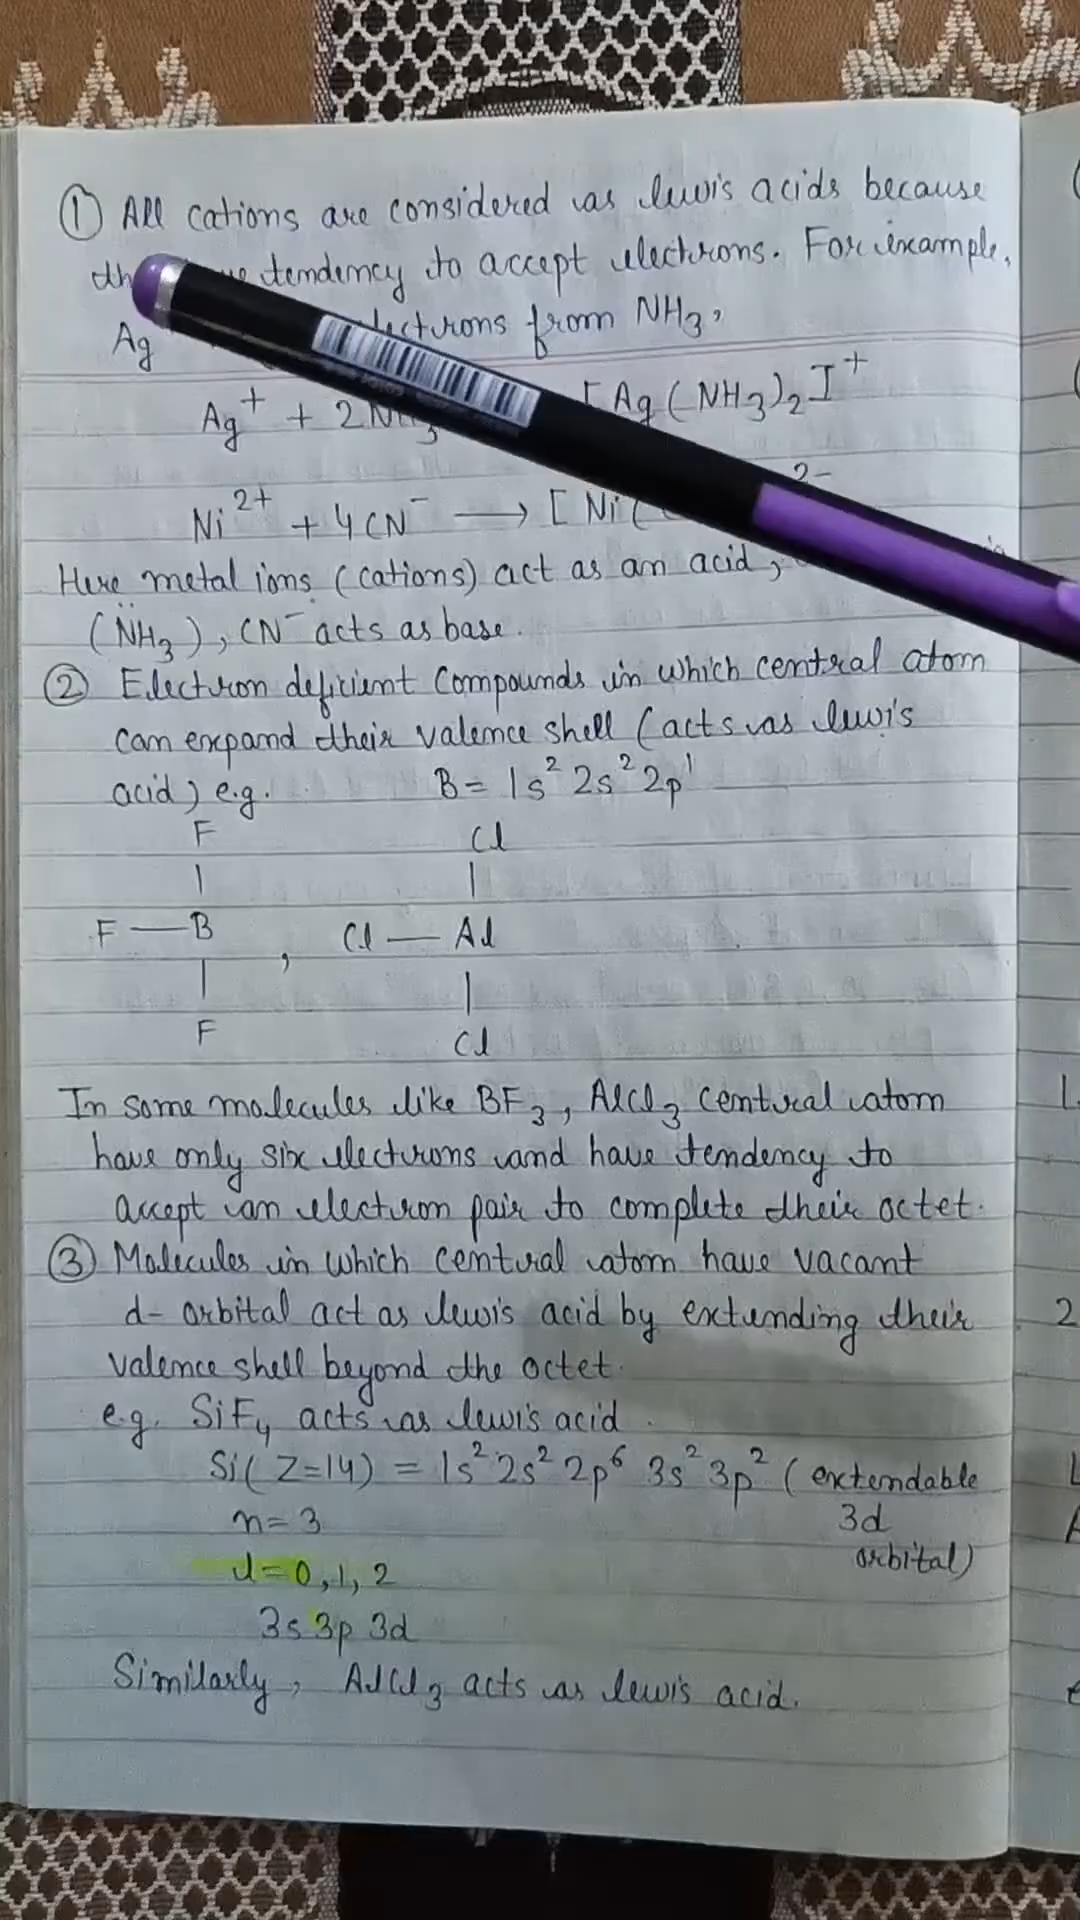 ① All cations are considered as lewis acids because
tendency to accept electrons. For example,
Ag electrons from NH3,
Ag+ + 2NH3 [Ag(NH3)2]+
Ni2+ + 4CN- → [Ni( 2-
Here metal ions (cations) act as an acid,
(N̈H3), CN- acts as base.
② Electron deficient compounds in which central atom
can expand their valence shell (acts as lewis
acid) e.g. B = 1s2 2s2 2p1
F Cl
F — B , Cl — Al
F Cl
In some molecules like BF3, AlCl3 central atom
have only six electrons and have tendency to
accept an electron pair to complete their octet.
③ Molecules in which central atom have vacant
d-orbital act as lewis acid by extending their
valence shell beyond the octet.
e.g. SiF4 acts as lewis acid.
Si(Z=14) = 1s2 2s2 2p6 3s2 3p2 (extendable
n=3 3d
l=0,1,2 orbital)
3s 3p 3d
Similarly, AlCl3 acts as lewis acid.